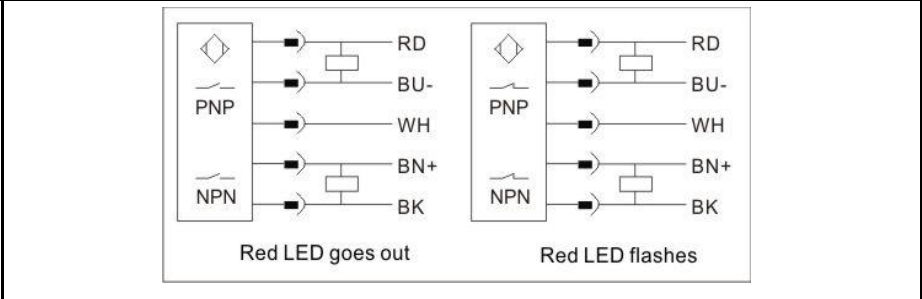 RD
BU-
PNP
WH
BN+
NPN
BK
Red LED goes out
RD
BU-
PNP
WH
BN+
NPN
BK
Red LED flashes